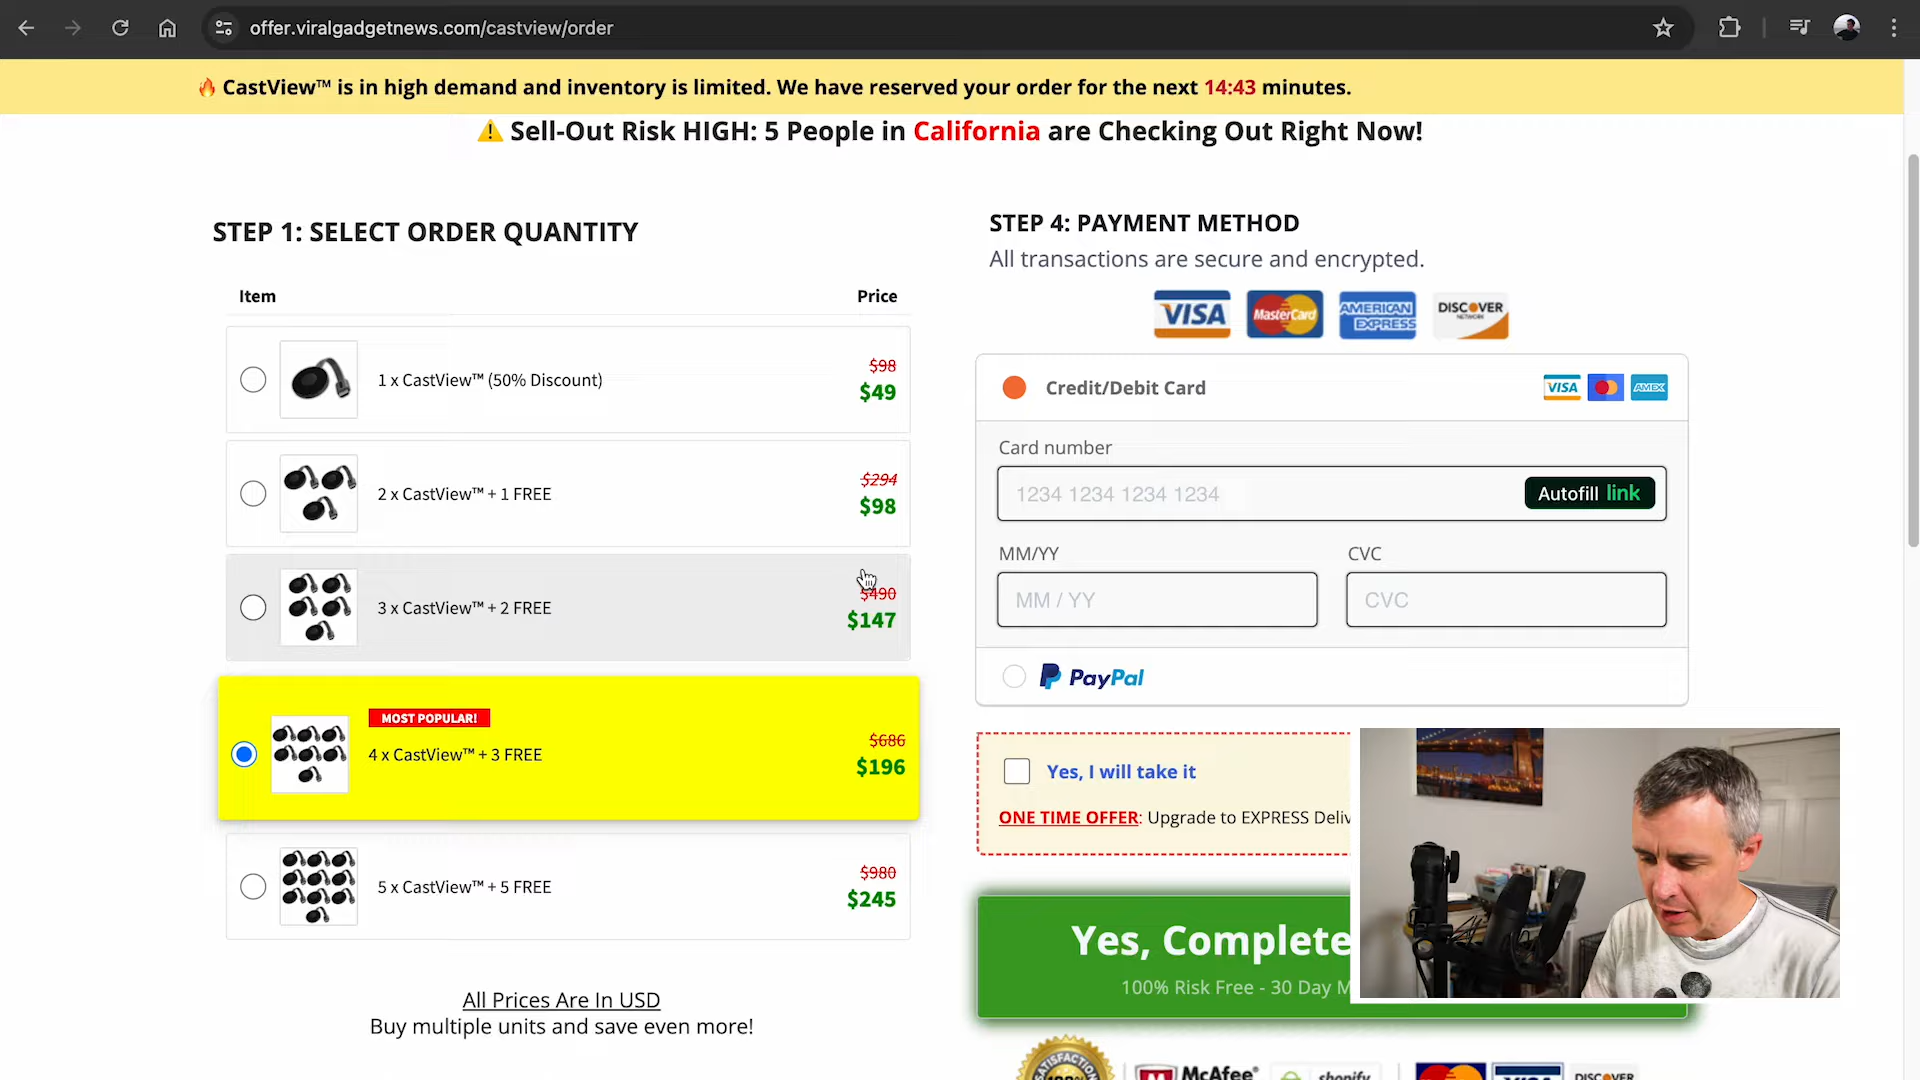 offer.viralgadgetnews.com/castview/order
🔥 CastView™ is in high demand and inventory is limited. We have reserved your order for the next 14:43 minutes.
⚠️ Sell-Out Risk HIGH: 5 People in California are Checking Out Right Now!
STEP 1: SELECT ORDER QUANTITY
Item Price
1 x CastView™ (50% Discount)
$98
$49
2 x CastView™ + 1 FREE
$294
$98
3 x CastView™ + 2 FREE
$490
$147
MOST POPULAR!
4 x CastView™ + 3 FREE
$686
$196
5 x CastView™ + 5 FREE
$980
$245
All Prices Are In USD
Buy multiple units and save even more!
STEP 4: PAYMENT METHOD
All transactions are secure and encrypted.
VISA MasterCard AMERICAN EXPRESS DISCOVER NETWORK
Credit/Debit Card
VISA AMEX
Card number
1234 1234 1234 1234
Autofill link
MM/YY CVC
MM / YY CVC
PayPal
Yes, I will take it
ONE TIME OFFER: Upgrade to EXPRESS Deliv
Yes, Complete
100% Risk Free - 30 Day M
SATISFACTION
McAfee shopify VISA DISCOVER